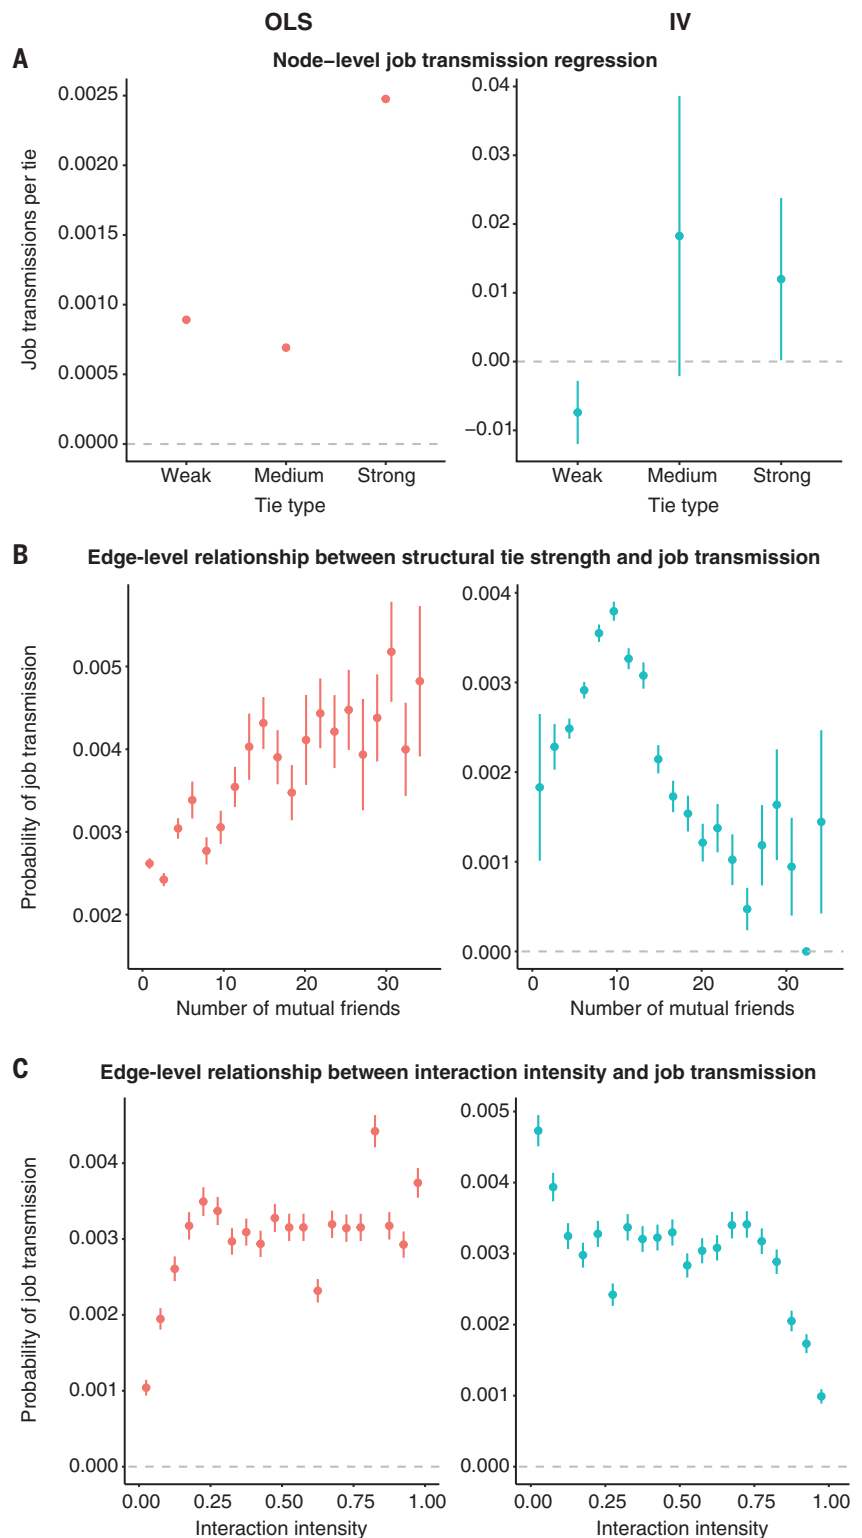 OLS IV
A Node−level job transmission regression
Job transmissions per tie
0.0025
0.0020
0.0015
0.0010
0.0005
0.0000
Weak Medium Strong
Tie type
0.04
0.03
0.02
0.01
0.00
−0.01
Weak Medium Strong
Tie type
B Edge-level relationship between structural tie strength and job transmission
Probability of job transmission
0.005
0.004
0.003
0.002
0 10 20 30
Number of mutual friends
0.004
0.003
0.002
0.001
0.000
0 10 20 30
Number of mutual friends
C Edge-level relationship between interaction intensity and job transmission
Probability of job transmission
0.004
0.003
0.002
0.001
0.000
0.00 0.25 0.50 0.75 1.00
Interaction intensity
0.005
0.004
0.003
0.002
0.001
0.000
0.00 0.25 0.50 0.75 1.00
Interaction intensity